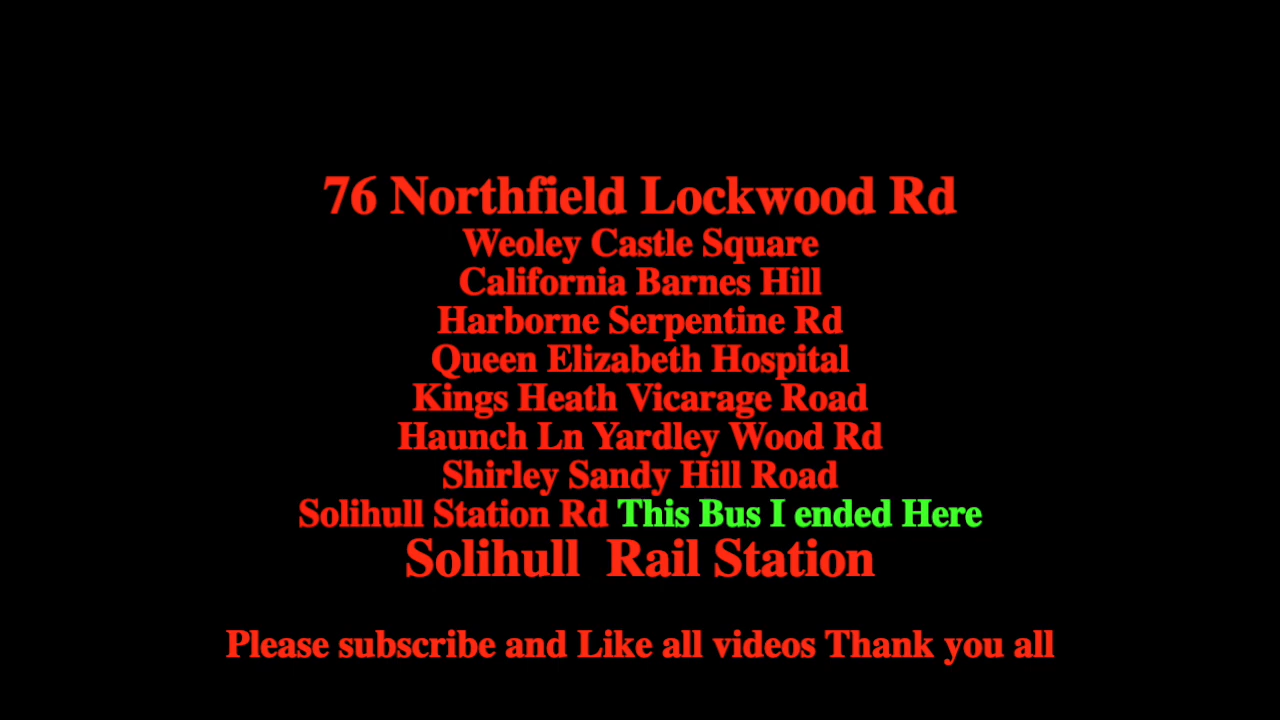 76 Northfield Lockwood Rd
Weoley Castle Square
California Barnes Hill
Harborne Serpentine Rd
Queen Elizabeth Hospital
Kings Heath Vicarage Road
Haunch Ln Yardley Wood Rd
Shirley Sandy Hill Road
Solihull Station Rd This Bus I ended Here
Solihull  Rail Station
Please subscribe and Like all videos Thank you all